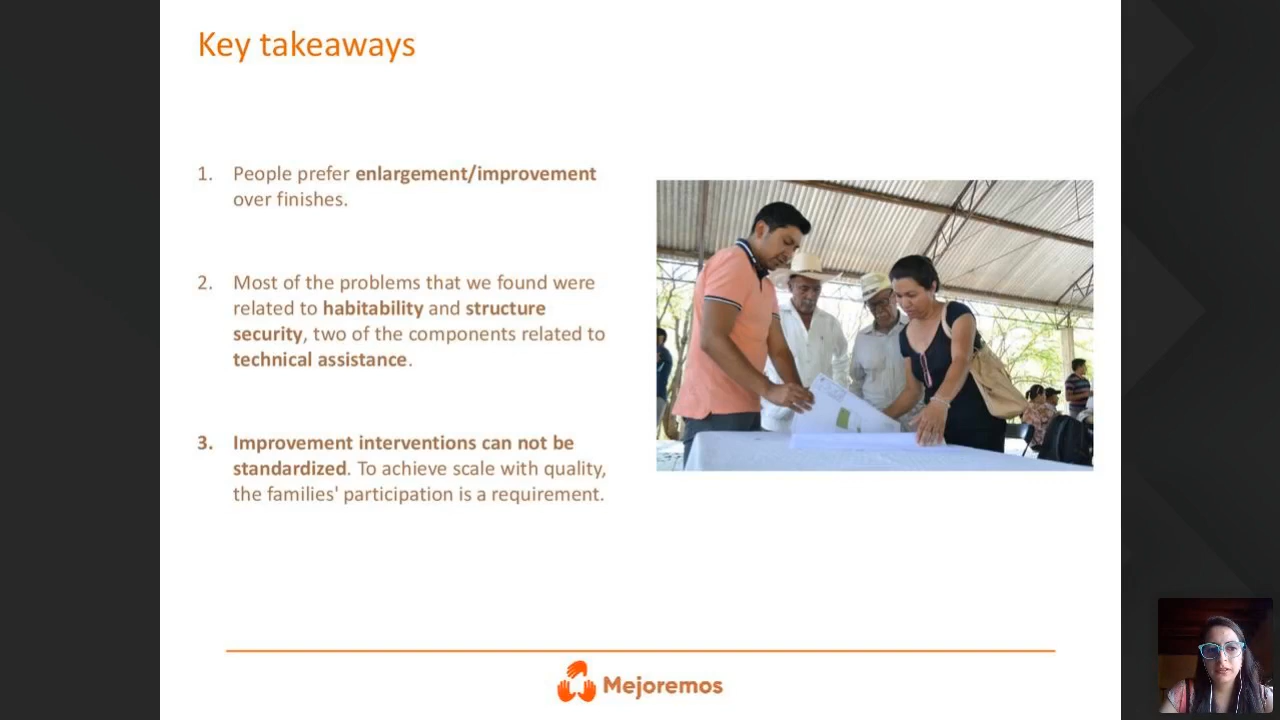 Key takeaways
1. People prefer enlargement/improvement
over finishes.
2. Most of the problems that we found were
related to habitability and structure
security, two of the components related to
technical assistance.
3. Improvement interventions can not be
standardized. To achieve scale with quality,
the families' participation is a requirement.
Mejoremos